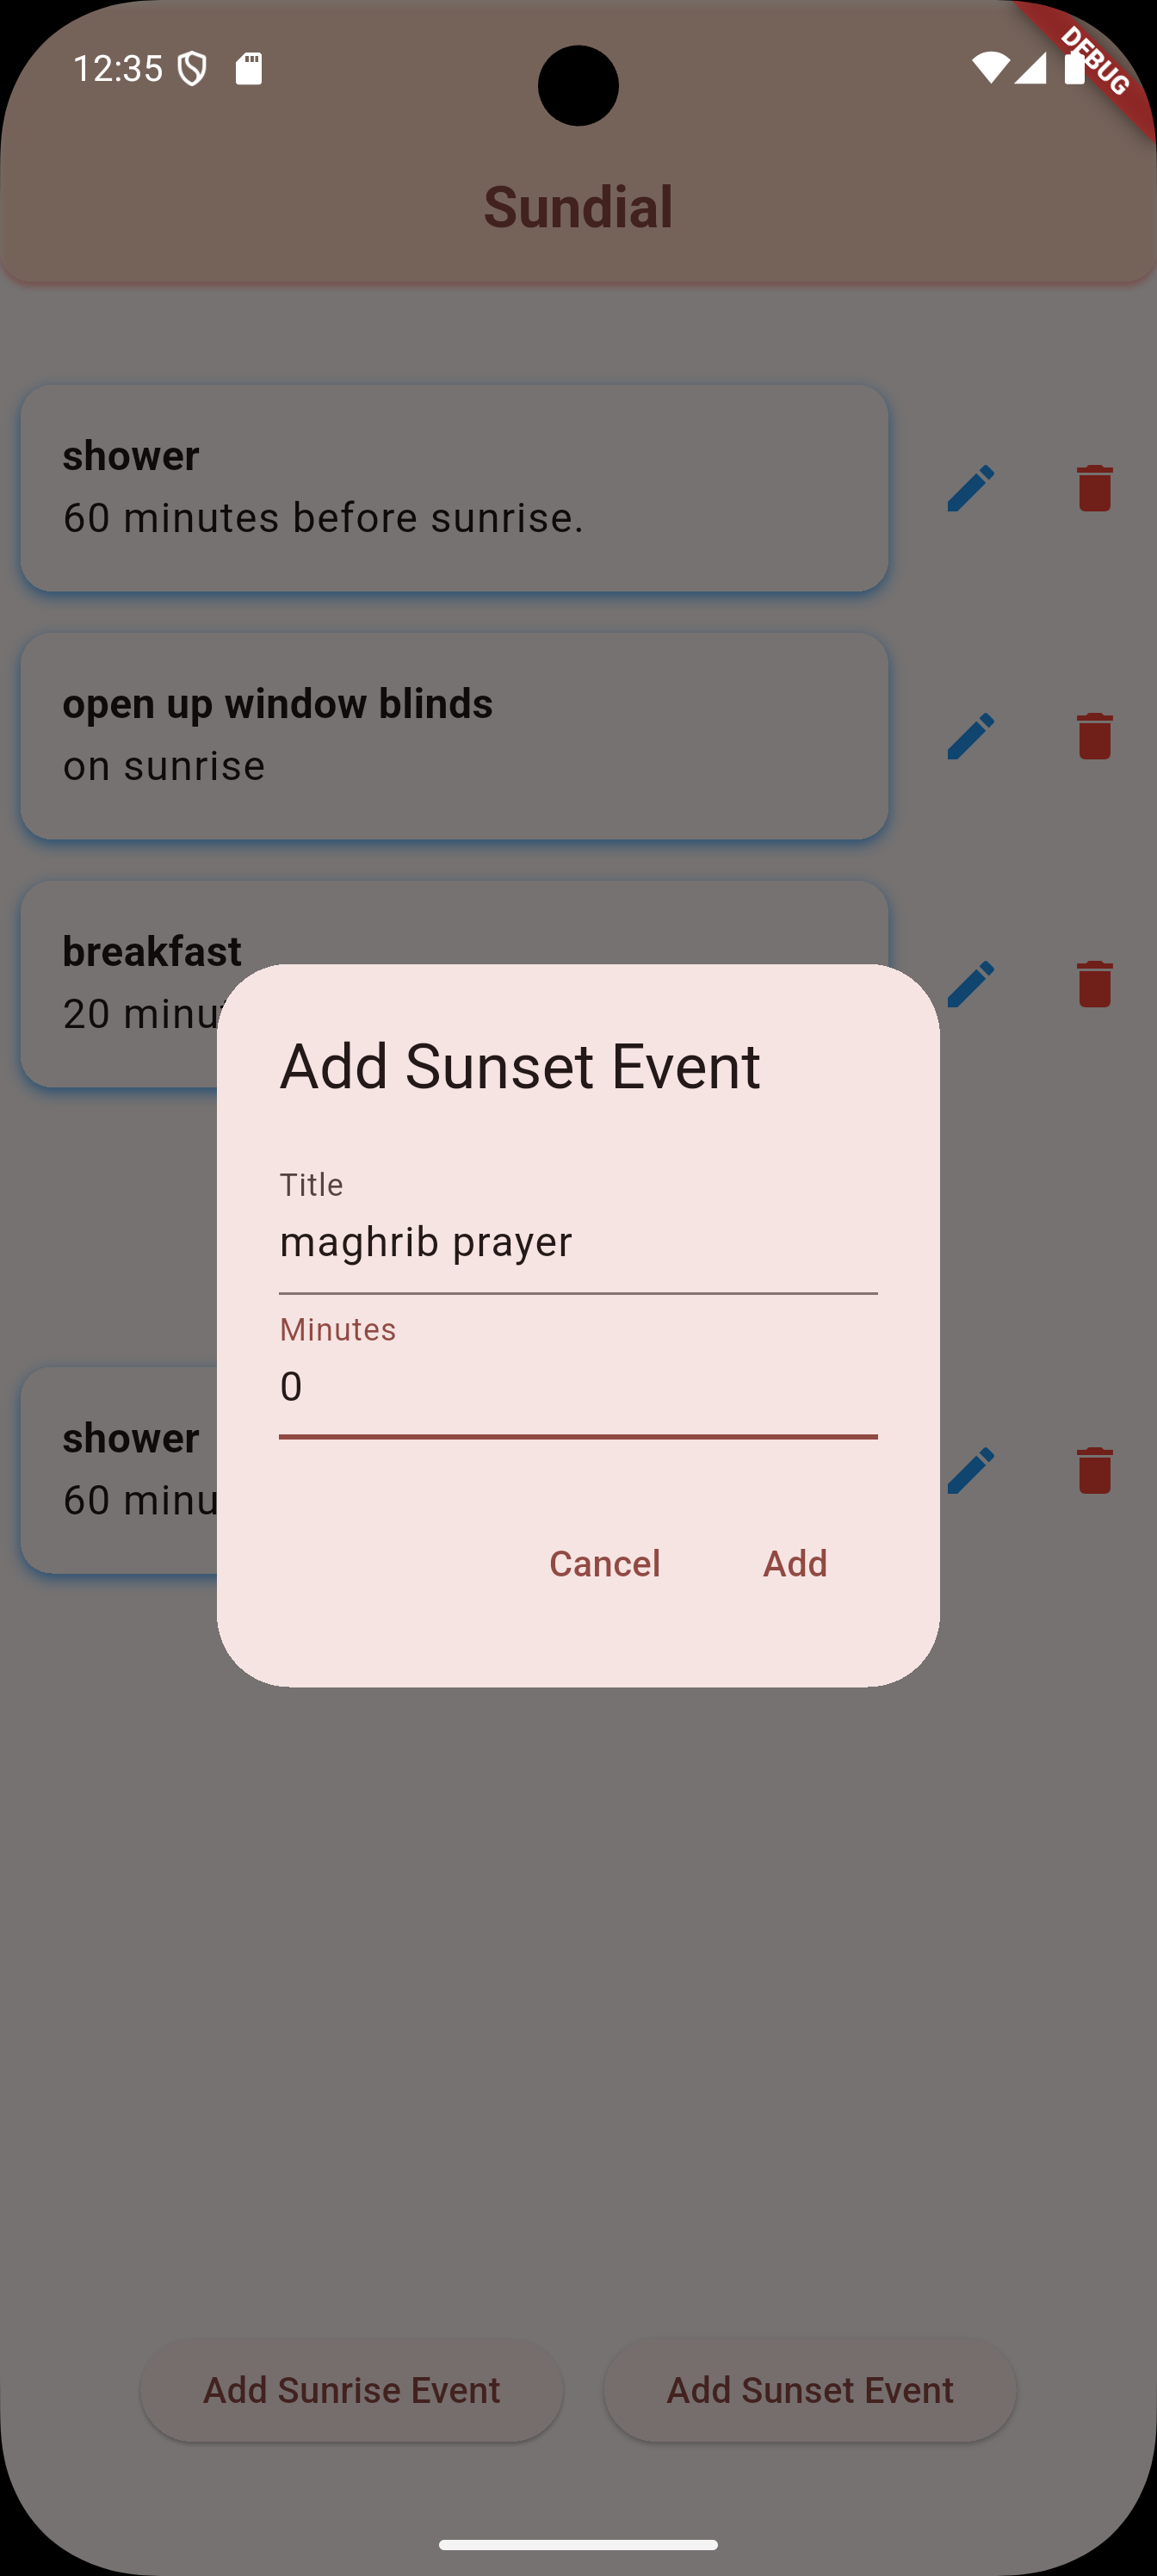 12:35
DEBUG
Sundial
shower
60 minutes before sunrise.
open up window blinds
on sunrise
breakfast
20 minu
Add Sunset Event
Title
maghrib prayer
Minutes
0
shower
60 minu
Cancel Add
Add Sunrise Event Add Sunset Event